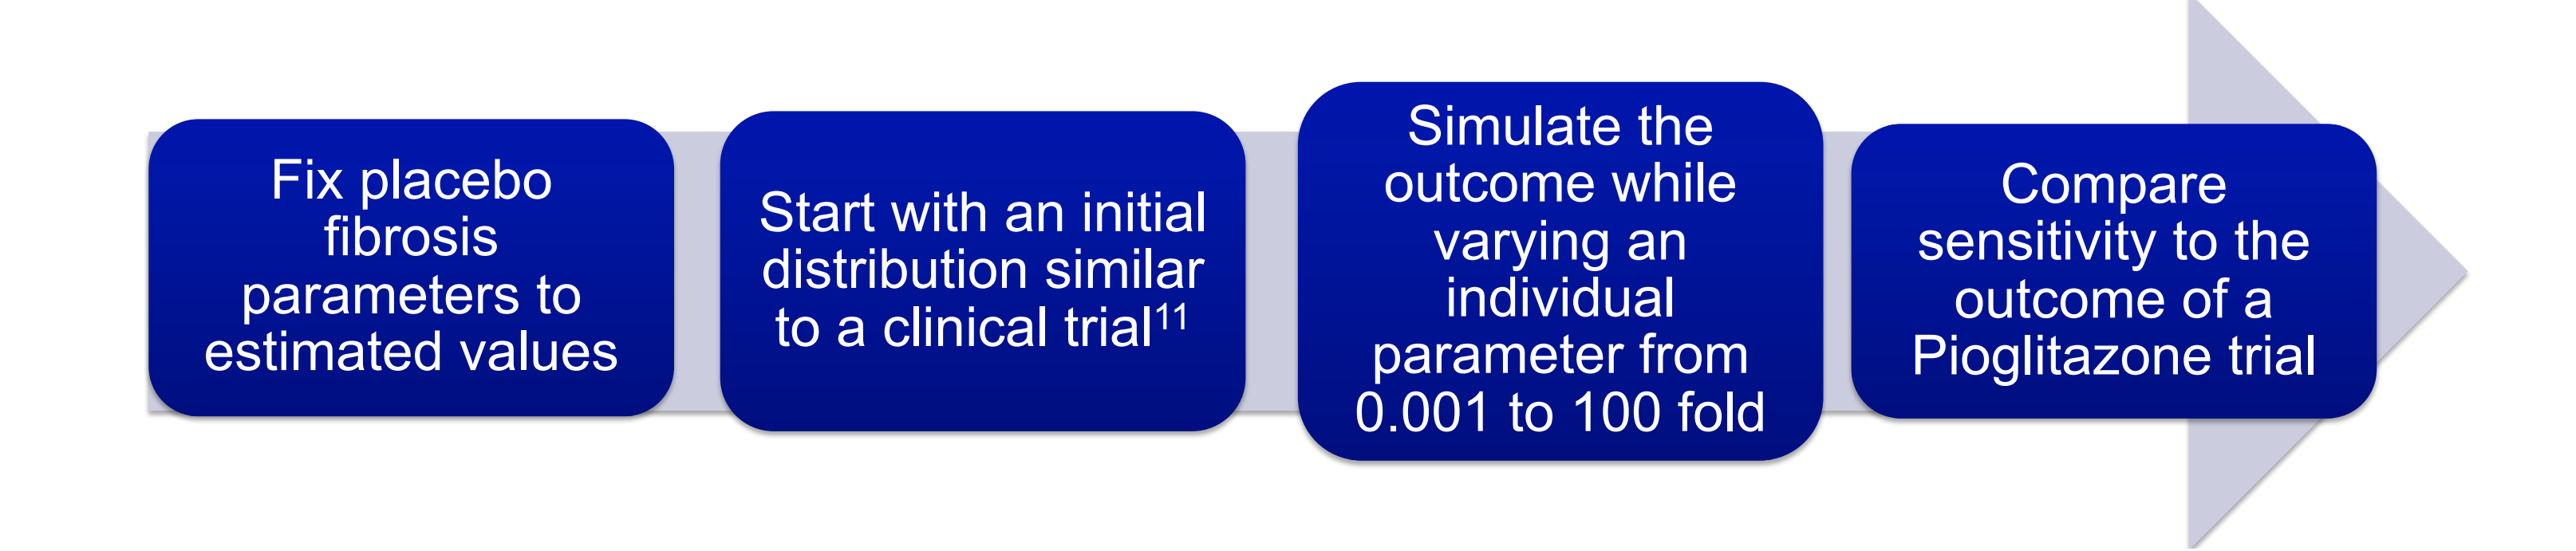 Fix placebo
fibrosis
parameters to
estimated values
Start with an initial
distribution similar
to a clinical trial¹¹
Simulate the
outcome while
varying an
individual
parameter from
0.001 to 100 fold
Compare
sensitivity to the
outcome of a
Pioglitazone trial